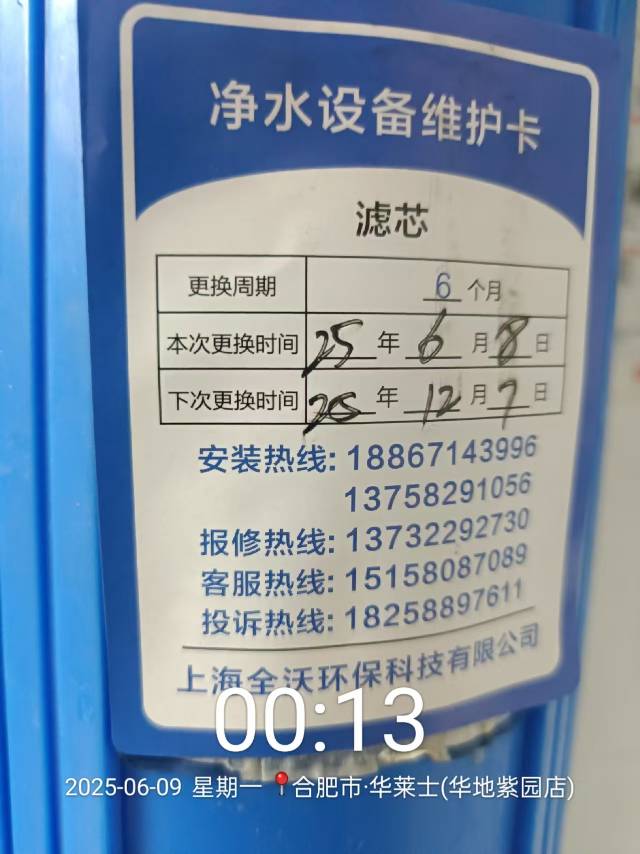 净水设备维护卡
滤芯
更换周期 6 个月
本次更换时间 25 年 6 月 8 日
下次更换时间 25 年 12 月 7 日
安装热线: 18867143996
13758291056
报修热线: 13732292730
客服热线: 15158087089
投诉热线: 18258897611
上海全沃环保科技有限公司
00:13
2025-06-09 星期一 合肥市·华莱士(华地紫园店)